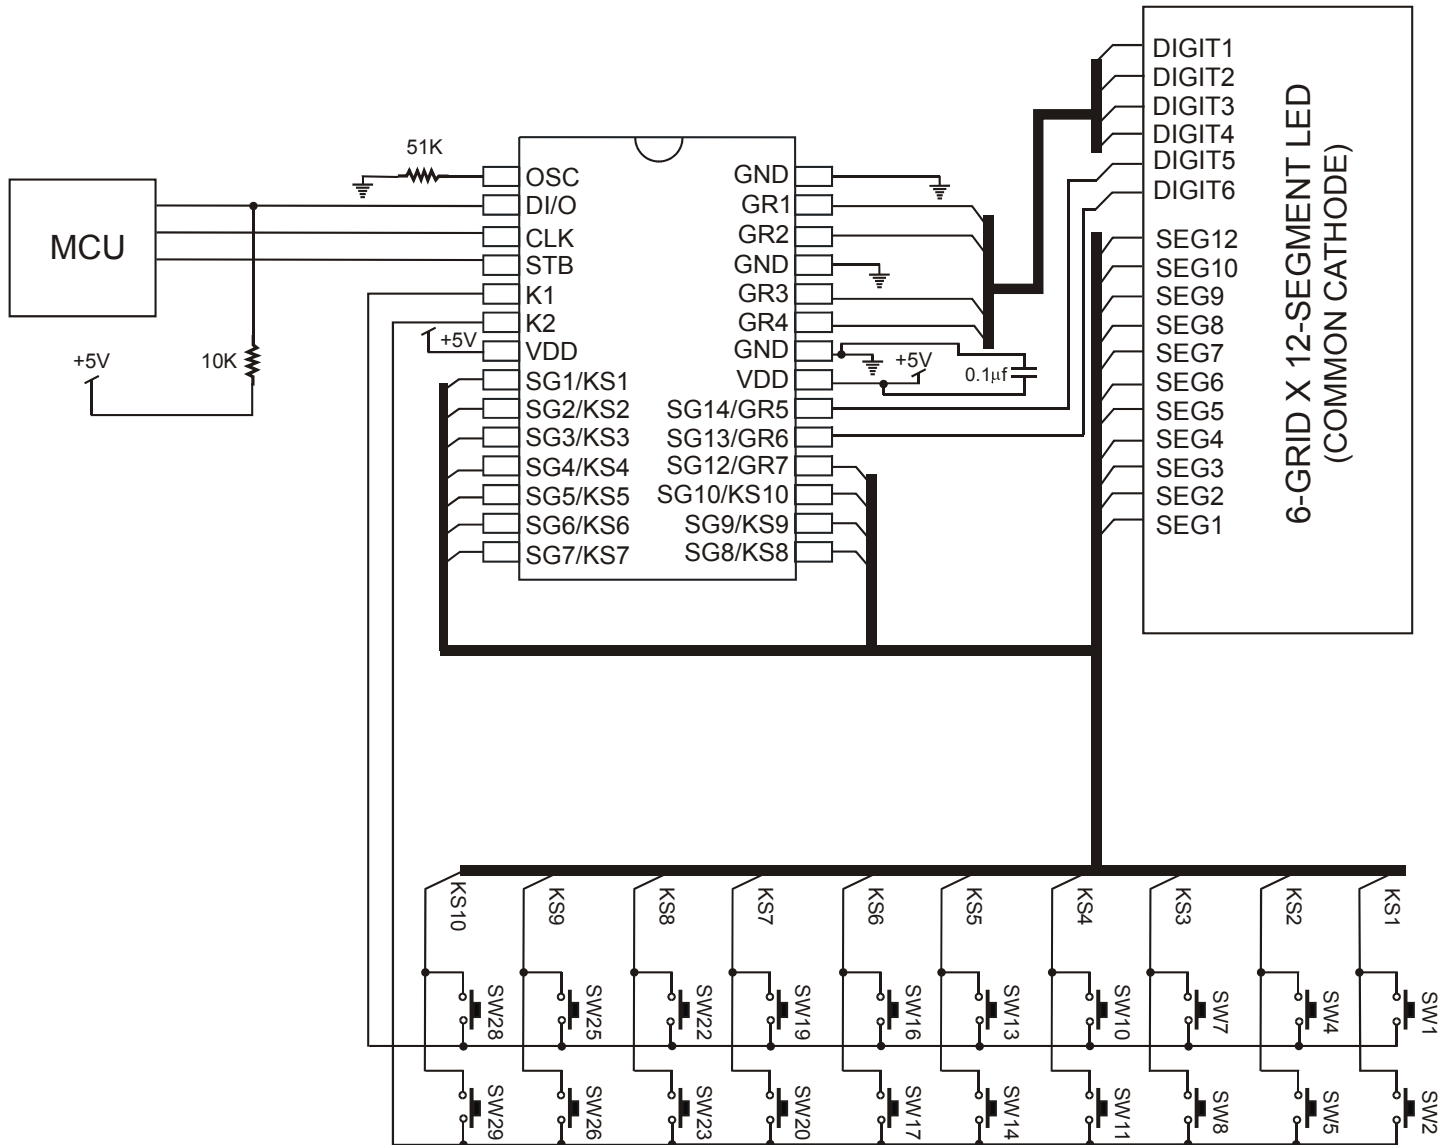 MCU
+5V
10K
51K
OSC
DI/O
CLK
STB
K1
K2
+5V
VDD
SG1/KS1
SG2/KS2
SG3/KS3
SG4/KS4
SG5/KS5
SG6/KS6
SG7/KS7
GND
GR1
GR2
GND
GR3
GR4
GND
VDD
SG14/GR5
SG13/GR6
SG12/GR7
SG10/KS10
SG9/KS9
SG8/KS8
+5V
0.1μf
DIGIT1
DIGIT2
DIGIT3
DIGIT4
DIGIT5
DIGIT6
SEG12
SEG10
SEG9
SEG8
SEG7
SEG6
SEG5
SEG4
SEG3
SEG2
SEG1
6-GRID X 12-SEGMENT LED
(COMMON CATHODE)
KS10
KS9
KS8
KS7
KS6
KS5
KS4
KS3
KS2
KS1
SW28
SW25
SW22
SW19
SW16
SW13
SW10
SW7
SW4
SW1
SW29
SW26
SW23
SW20
SW17
SW14
SW11
SW8
SW5
SW2